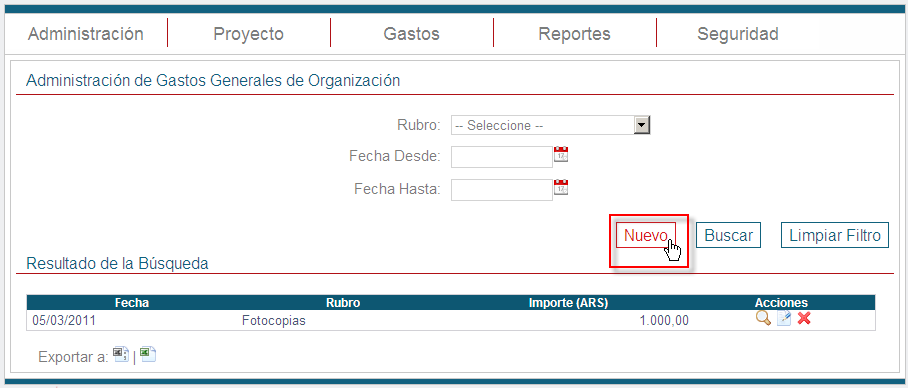 Administración Proyecto Gastos Reportes Seguridad
Administración de Gastos Generales de Organización
Rubro: -- Seleccione --
Fecha Desde:
Fecha Hasta:
Nuevo Buscar Limpiar Filtro
Resultado de la Búsqueda
Fecha Rubro Importe (ARS) Acciones
05/03/2011 Fotocopias 1.000,00
Exportar a: |